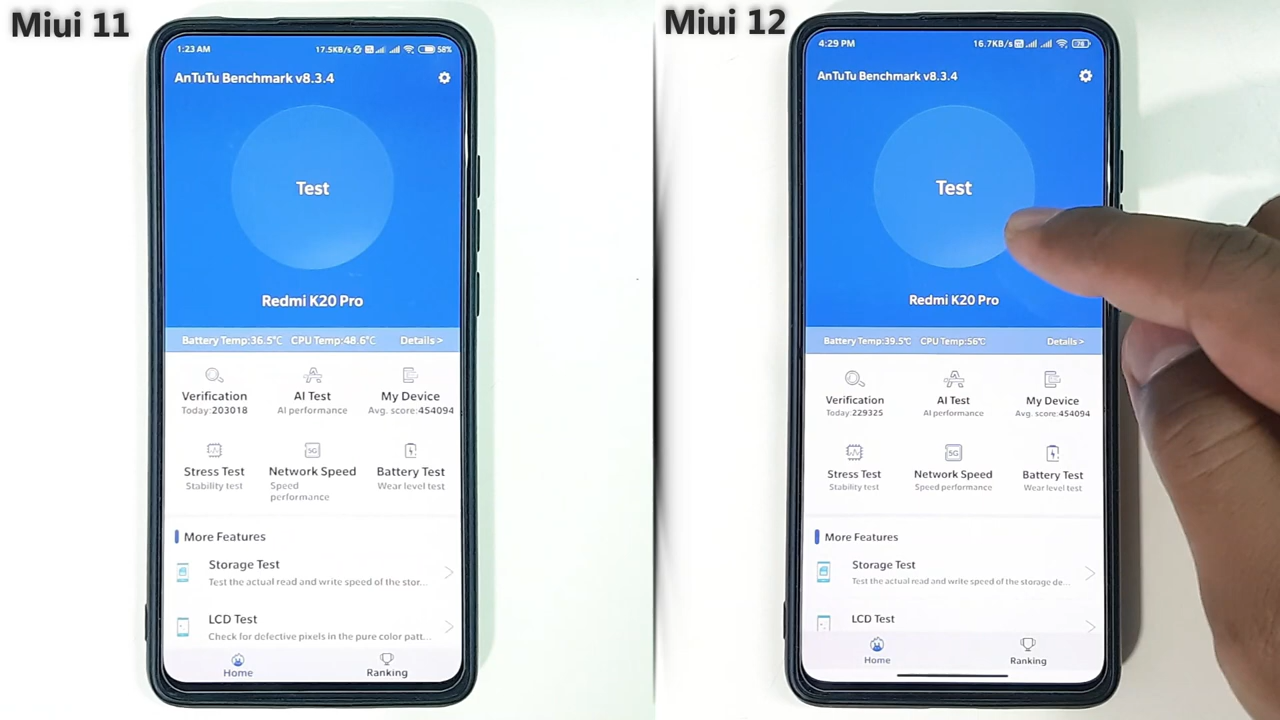 Miui 11
1:23 AM
17.5KB/s
58%
AnTuTu Benchmark v8.3.4
Test
Redmi K20 Pro
Battery Temp:36.5°C CPU Temp:48.6°C Details >
Verification AI Test My Device
Today:203018 AI performance Avg. score:454094
Stress Test Network Speed Battery Test
Stability test Speed performance Wear level test
More Features
Storage Test
Test the actual read and write speed of the stor...
LCD Test
Check for defective pixels in the pure color patt...
Home Ranking
Miui 12
4:29 PM
16.7KB/s
78
AnTuTu Benchmark v8.3.4
Test
Redmi K20 Pro
Battery Temp:39.5°C CPU Temp:56°C Details >
Verification AI Test My Device
Today:229325 AI performance Avg. score:454094
Stress Test Network Speed Battery Test
Stability test Speed performance Wear level test
More Features
Storage Test
Test the actual read and write speed of the storage de...
LCD Test
Home Ranking